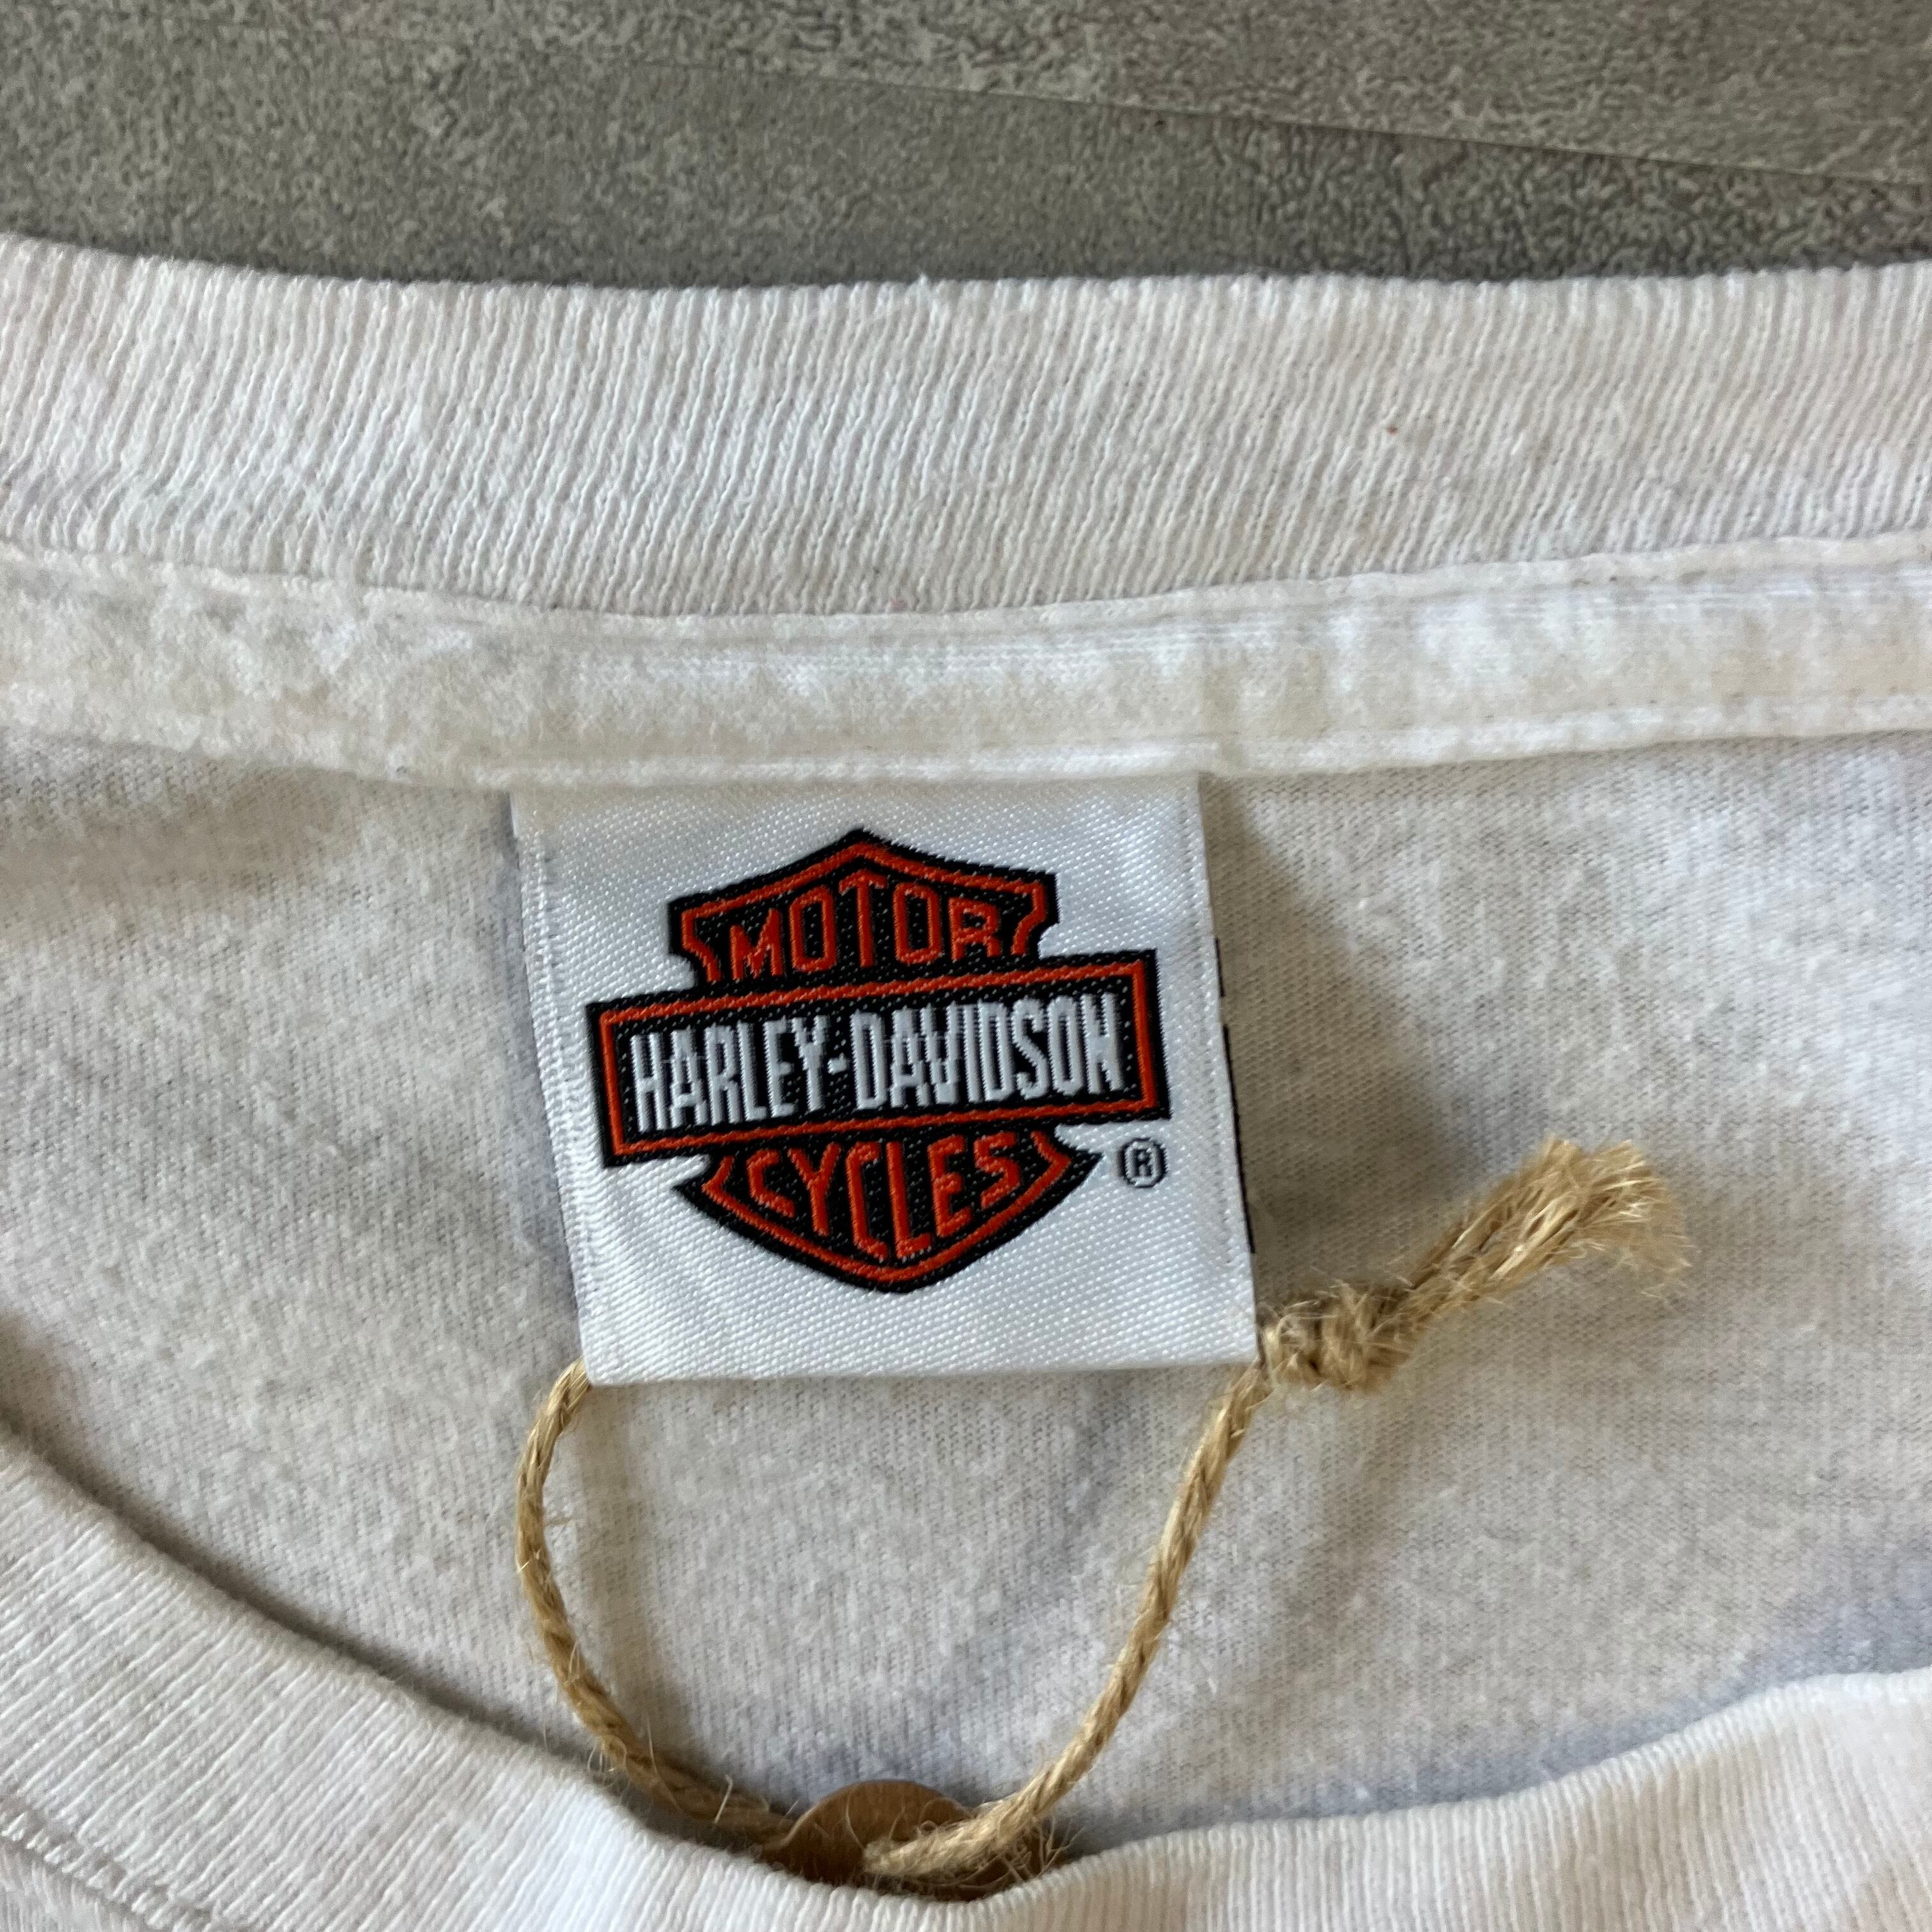 MOTOR
HARLEY-DAVIDSON
CYCLES
®